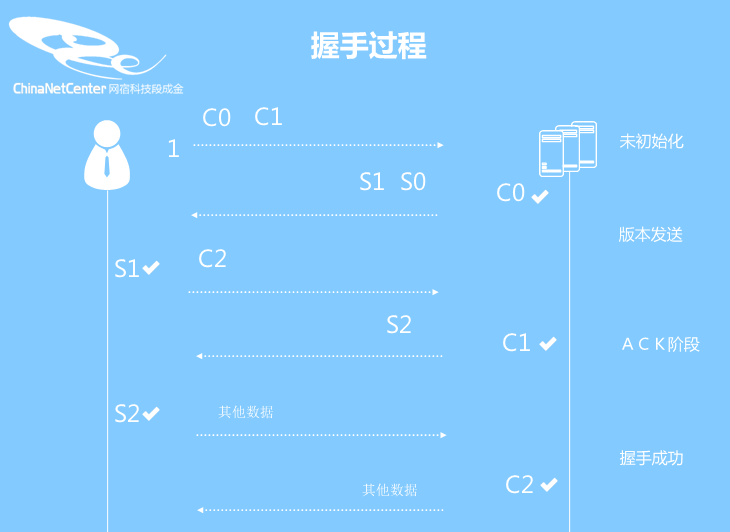 握手过程
ChinaNetCenter 网宿科技段成金
C0 C1
1
未初始化
S1 S0
C0
版本发送
S1
C2
S2
C1
ACK阶段
S2
其他数据
握手成功
其他数据
C2